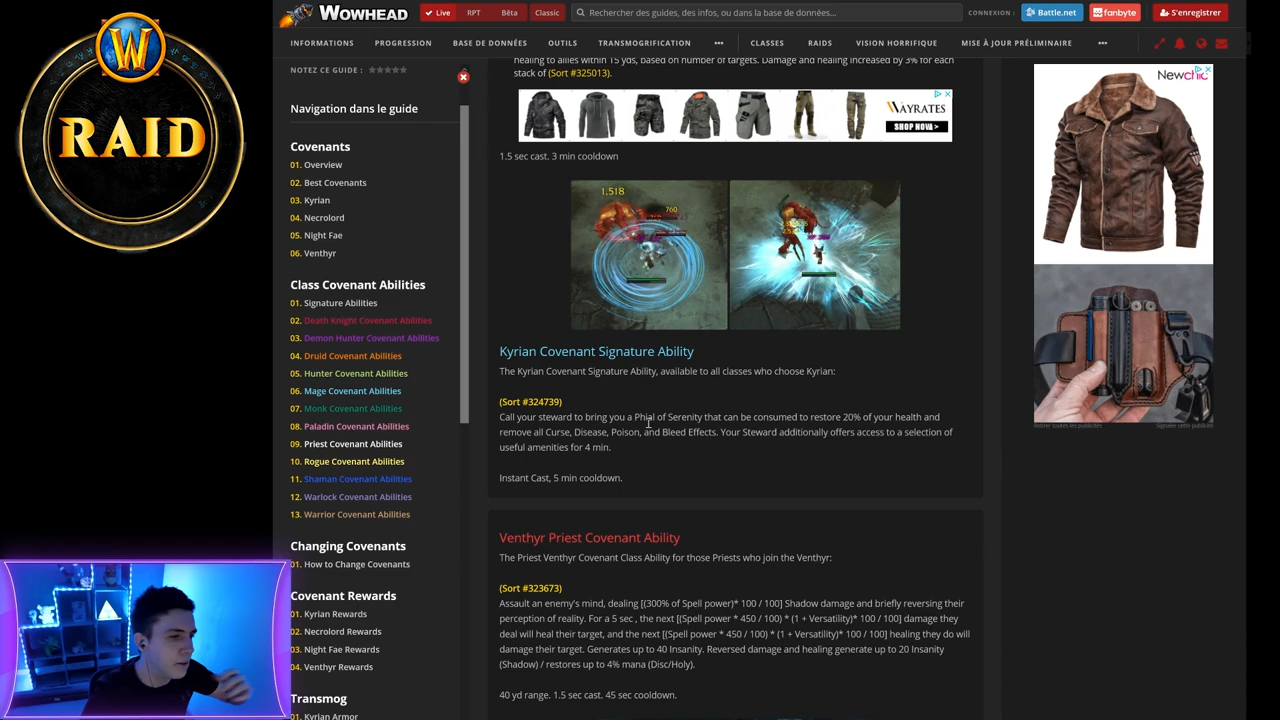 W
RAID
WOWHEAD
Live
RPT
Bêta
Classic
Rechercher des guides, des infos, ou dans la base de données...
CONNEXION :
Battle.net
fanbyte
S'enregistrer
INFORMATIONS
PROGRESSION
BASE DE DONNÉES
OUTILS
TRANSMOGRIFICATION
•••
CLASSES
RAIDS
VISION HORRIFIQUE
MISE À JOUR PRÉLIMINAIRE
•••
NOTEZ CE GUIDE :
Navigation dans le guide
Covenants
01. Overview
02. Best Covenants
03. Kyrian
04. Necrolord
05. Night Fae
06. Venthyr
Class Covenant Abilities
01. Signature Abilities
02. Death Knight Covenant Abilities
03. Demon Hunter Covenant Abilities
04. Druid Covenant Abilities
05. Hunter Covenant Abilities
06. Mage Covenant Abilities
07. Monk Covenant Abilities
08. Paladin Covenant Abilities
09. Priest Covenant Abilities
10. Rogue Covenant Abilities
11. Shaman Covenant Abilities
12. Warlock Covenant Abilities
13. Warrior Covenant Abilities
Changing Covenants
01. How to Change Covenants
Covenant Rewards
01. Kyrian Rewards
02. Necrolord Rewards
03. Night Fae Rewards
04. Venthyr Rewards
Transmog
01. Kyrian Armor
healing to allies within 15 yds, based on number of targets. Damage and healing increased by 3% for each
stack of (Sort #325013).
WAYRATES
SHOP NOW >
1.5 sec cast. 3 min cooldown
1,518
760
Kyrian Covenant Signature Ability
The Kyrian Covenant Signature Ability, available to all classes who choose Kyrian:
(Sort #324739)
Call your steward to bring you a Phial of Serenity that can be consumed to restore 20% of your health and
remove all Curse, Disease, Poison, and Bleed Effects. Your Steward additionally offers access to a selection of
useful amenities for 4 min.
Instant Cast, 5 min cooldown.
Venthyr Priest Covenant Ability
The Priest Venthyr Covenant Class Ability for those Priests who join the Venthyr:
(Sort #323673)
Assault an enemy's mind, dealing [(300% of Spell power)* 100 / 100] Shadow damage and briefly reversing their
perception of reality. For a 5 sec , the next [(Spell power * 450 / 100) * (1 + Versatility)* 100 / 100] damage they
deal will heal their target, and the next [(Spell power * 450 / 100) * (1 + Versatility)* 100 / 100] healing they do will
damage their target. Generates up to 40 Insanity. Reversed damage and healing generate up to 20 Insanity
(Shadow) / restores up to 4% mana (Disc/Holy).
40 yd range. 1.5 sec cast. 45 sec cooldown.
Newchic
Retirer toutes les publicités
Signaler cette publicité